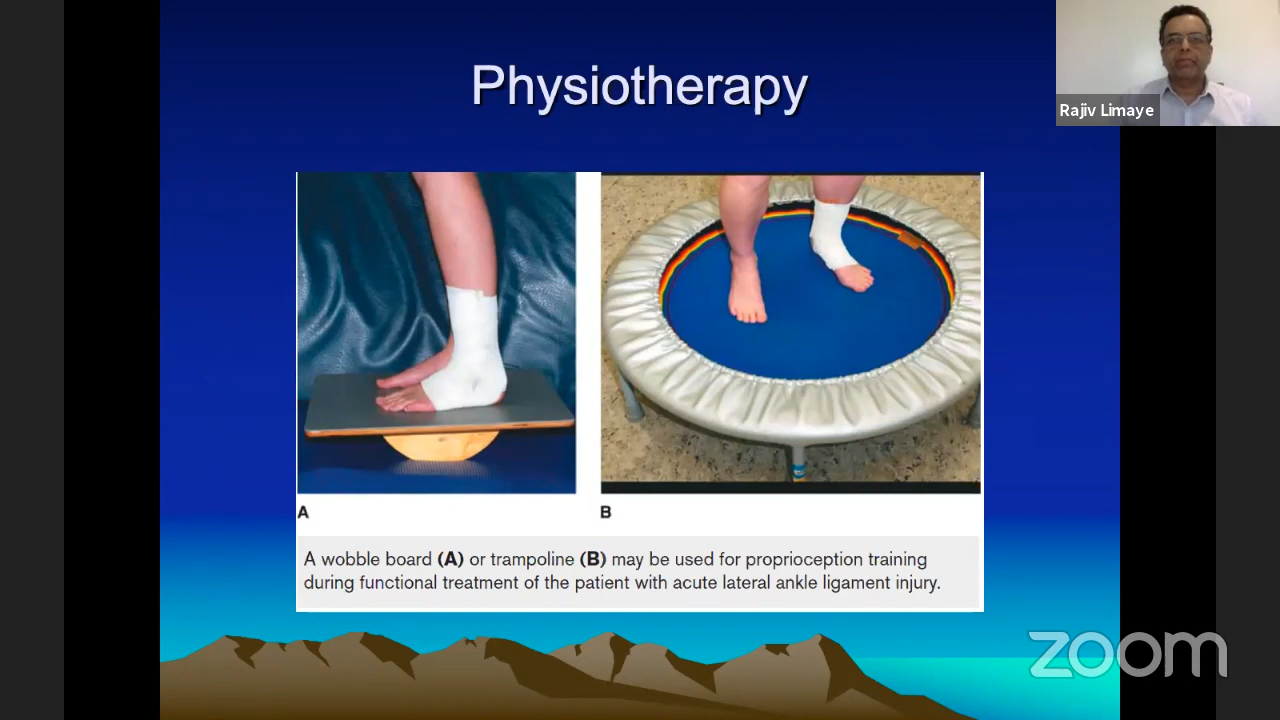 Physiotherapy
Rajiv Limaye
A
B
A wobble board (A) or trampoline (B) may be used for proprioception training
during functional treatment of the patient with acute lateral ankle ligament injury.
zoom